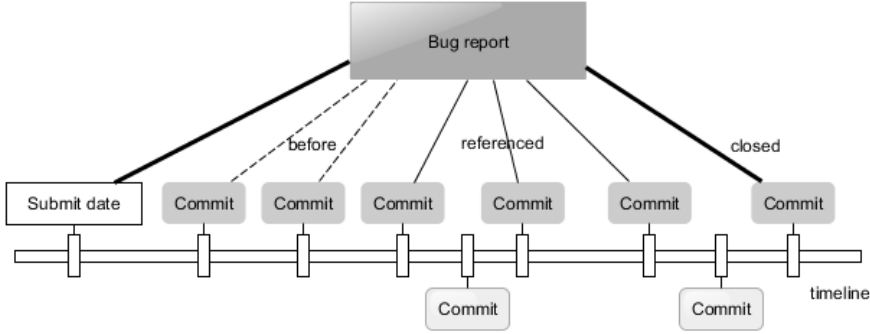 Bug report
before
referenced
closed
Submit date
Commit
Commit
Commit
Commit
Commit
Commit
timeline
Commit
Commit